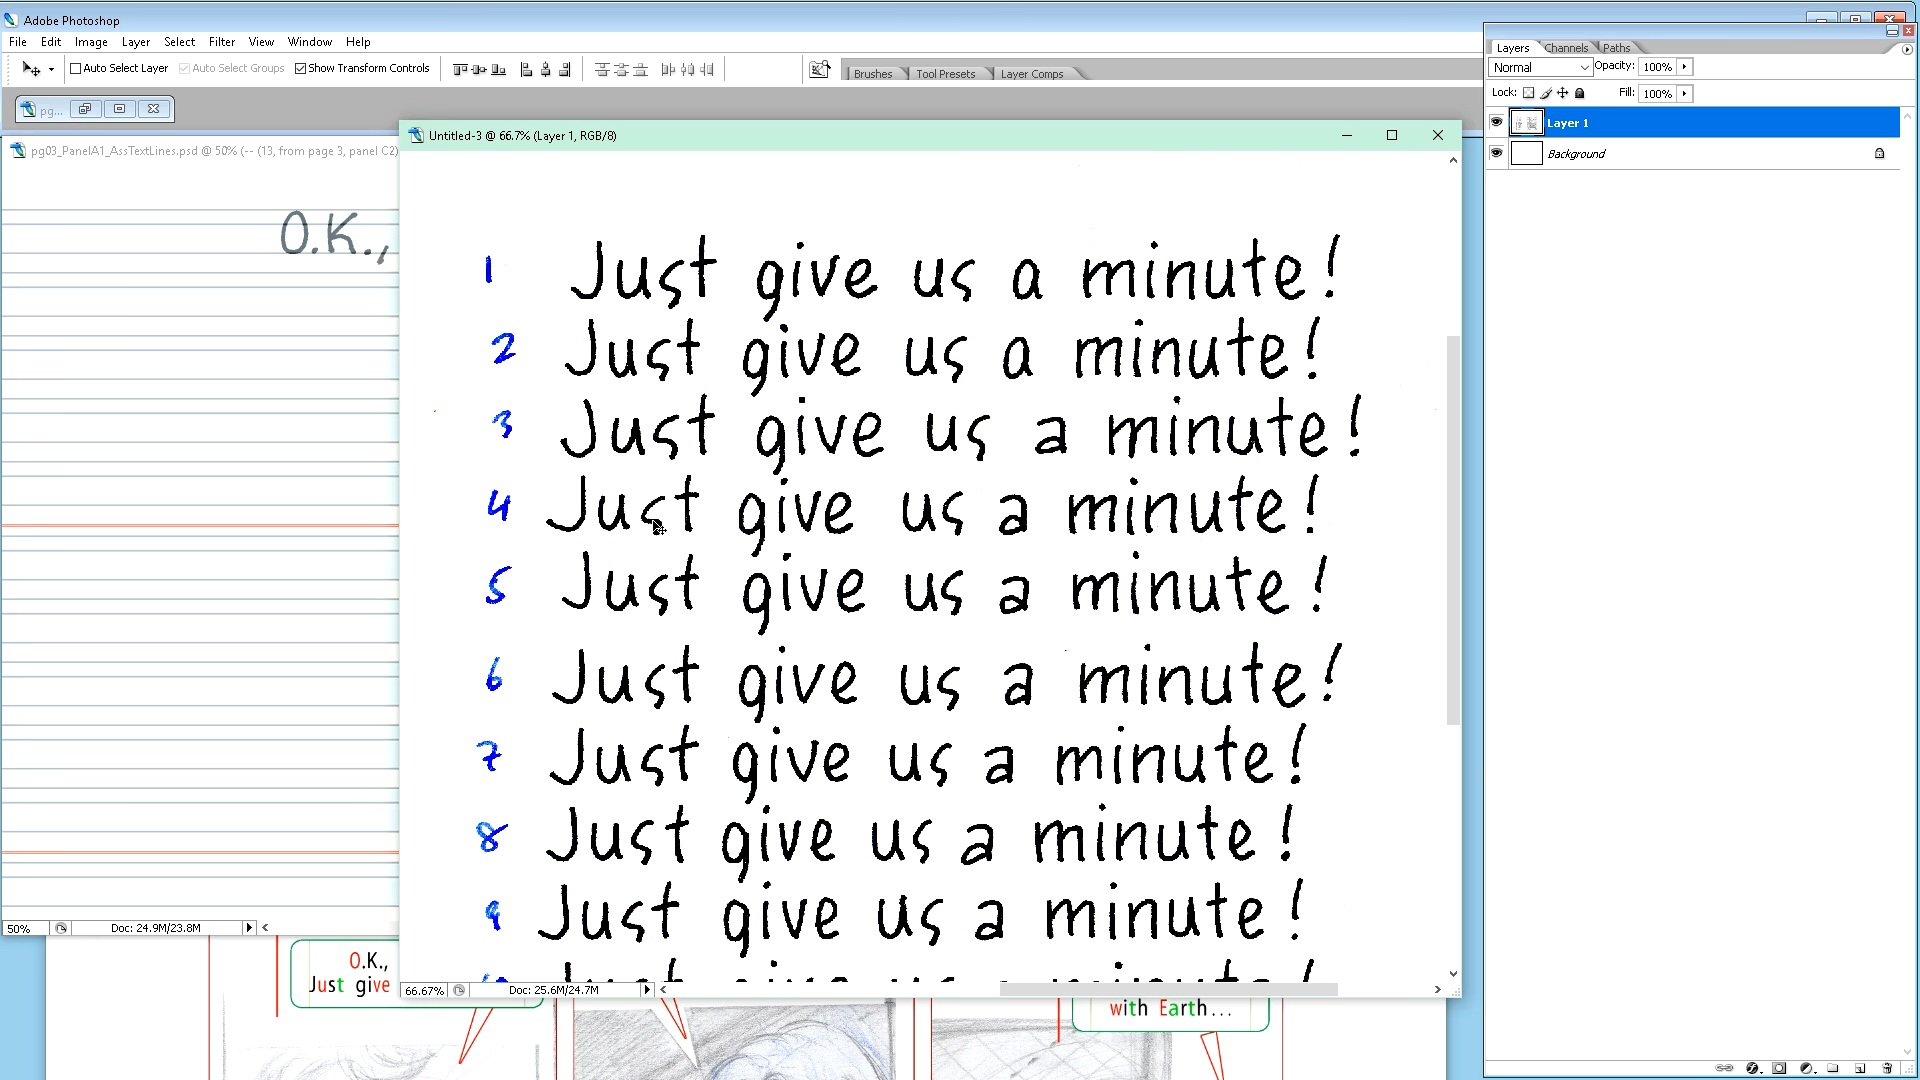 Adobe Photoshop
File Edit Image Layer Select Filter View Window Help
Auto Select Layer Auto Select Groups Show Transform Controls
Brushes Tool Presets Layer Comps
pg...
pg03_PanelA1_AssTextLines.psd @ 50% (-- (13, from page 3, panel C2)
O.K.,
50% Doc: 24.9M/23.8M
Untitled-3 @ 66.7% (Layer 1, RGB/8)
1 Just give us a minute!
2 Just give us a minute!
3 Just give us a minute!
4 Just give us a minute!
5 Just give us a minute!
6 Just give us a minute!
7 Just give us a minute!
8 Just give us a minute!
9 Just give us a minute!
10 Just give us a minute!
66.67% Doc: 25.6M/24.7M
O.K.,
Just give
with Earth...
Layers Channels Paths
Normal Opacity: 100%
Lock: Fill: 100%
Layer 1
Background